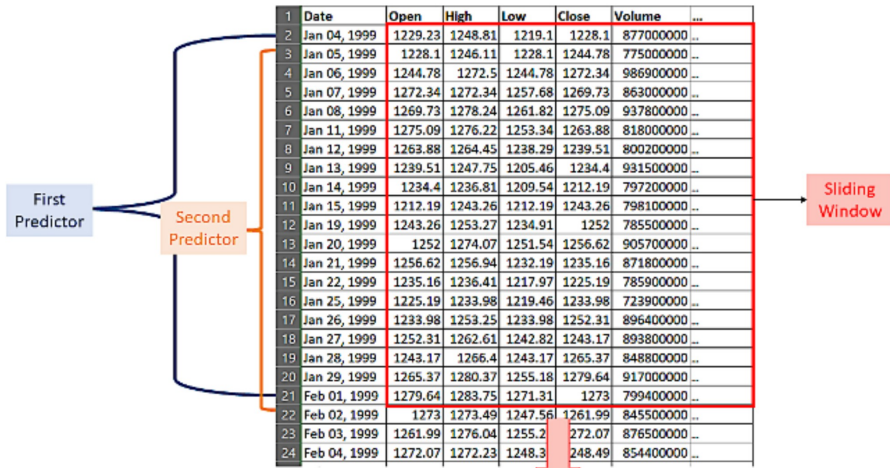 1 Date Open High Low Close Volume ...
2 Jan 04, 1999 1229.23 1248.81 1219.1 1228.1 877000000 ..
3 Jan 05, 1999 1228.1 1246.11 1228.1 1244.78 775000000 ..
4 Jan 06, 1999 1244.78 1272.5 1244.78 1272.34 986900000 ..
5 Jan 07, 1999 1272.34 1272.34 1257.68 1269.73 863000000 ..
6 Jan 08, 1999 1269.73 1278.24 1261.82 1275.09 937800000 ..
7 Jan 11, 1999 1275.09 1276.22 1253.34 1263.88 818000000 ..
8 Jan 12, 1999 1263.88 1264.45 1238.29 1239.51 800200000 ..
9 Jan 13, 1999 1239.51 1247.75 1205.46 1234.4 931500000 ..
10 Jan 14, 1999 1234.4 1236.81 1209.54 1212.19 797200000 ..
11 Jan 15, 1999 1212.19 1243.26 1212.19 1243.26 798100000 ..
12 Jan 19, 1999 1243.26 1253.27 1234.91 1252 785500000 ..
13 Jan 20, 1999 1252 1274.07 1251.54 1256.62 905700000 ..
14 Jan 21, 1999 1256.62 1256.94 1232.19 1235.16 871800000 ..
15 Jan 22, 1999 1235.16 1236.41 1217.97 1225.19 785900000 ..
16 Jan 25, 1999 1225.19 1233.98 1219.46 1233.98 723900000 ..
17 Jan 26, 1999 1233.98 1253.25 1233.98 1252.31 896400000 ..
18 Jan 27, 1999 1252.31 1262.61 1242.82 1243.17 893800000 ..
19 Jan 28, 1999 1243.17 1266.4 1243.17 1265.37 848800000 ..
20 Jan 29, 1999 1265.37 1280.37 1255.18 1279.64 917000000 ..
21 Feb 01, 1999 1279.64 1283.75 1271.31 1273 799400000 ..
22 Feb 02, 1999 1273 1273.49 1247.56 1261.99 845500000 ..
23 Feb 03, 1999 1261.99 1276.04 1255.2 272.07 876500000 ..
24 Feb 04, 1999 1272.07 1272.23 1248.3 248.49 854400000 ..
First
Predictor
Second
Predictor
Sliding
Window